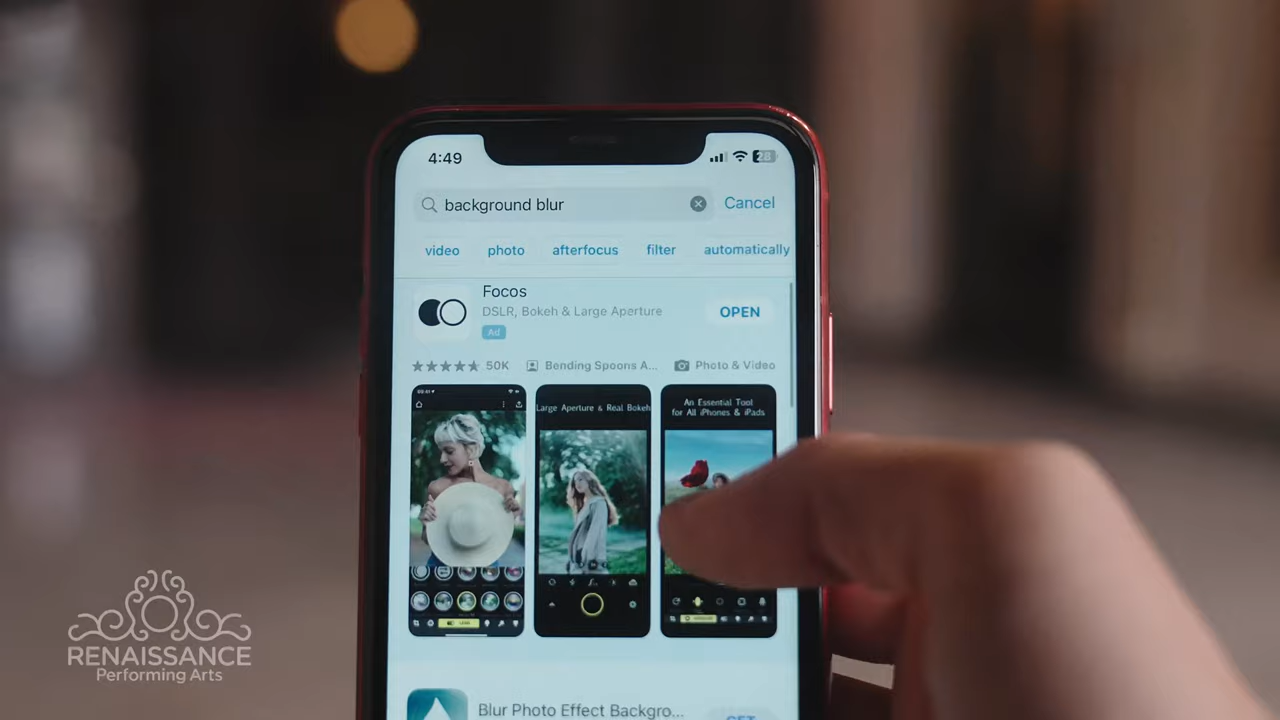 4:49
28
background blur
Cancel
video photo afterfocus filter automatically
Focos
DSLR, Bokeh & Large Aperture
OPEN
Ad
50K
Bending Spoons A...
Photo & Video
Large Aperture & Real Bokeh
An Essential Tool
for All iPhones & iPads
Blur Photo Effect Backgro...
GET
RENAISSANCE
Performing Arts